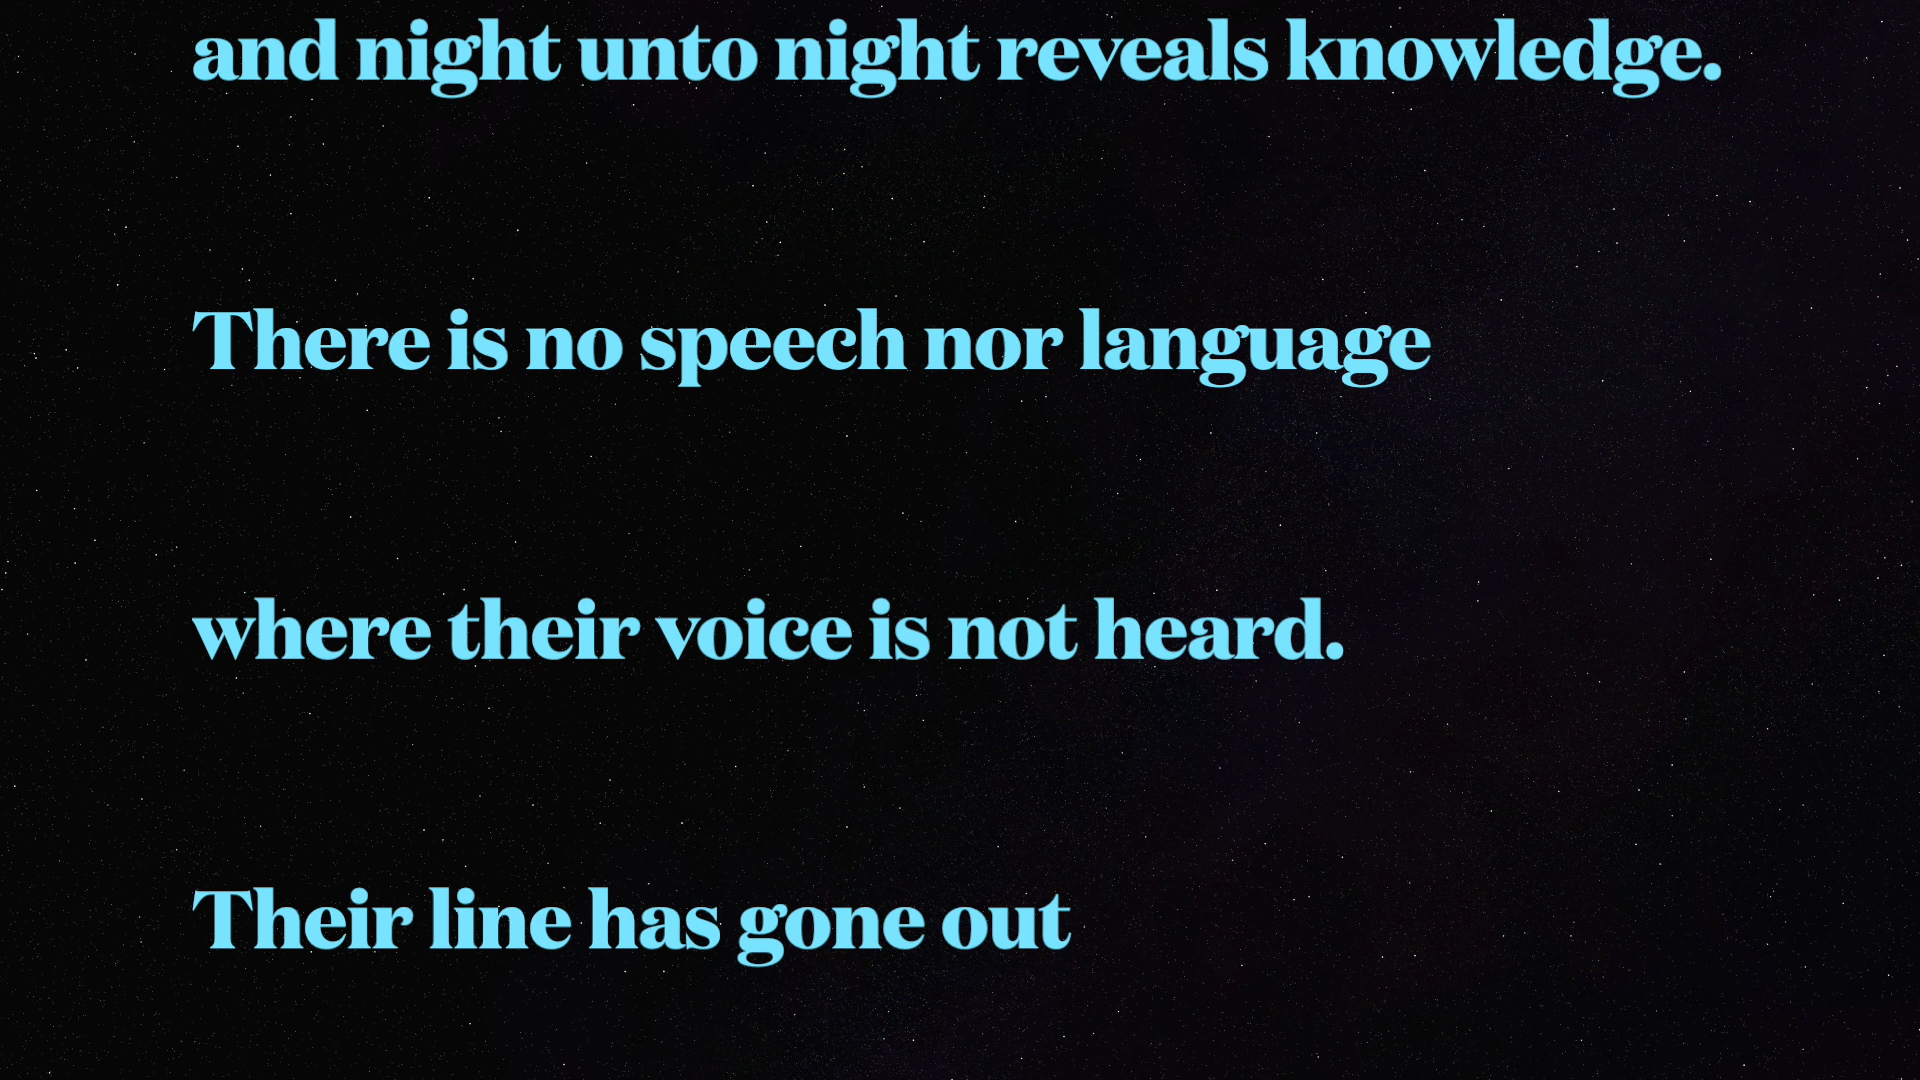 and night unto night reveals knowledge.
There is no speech nor language
where their voice is not heard.
Their line has gone out